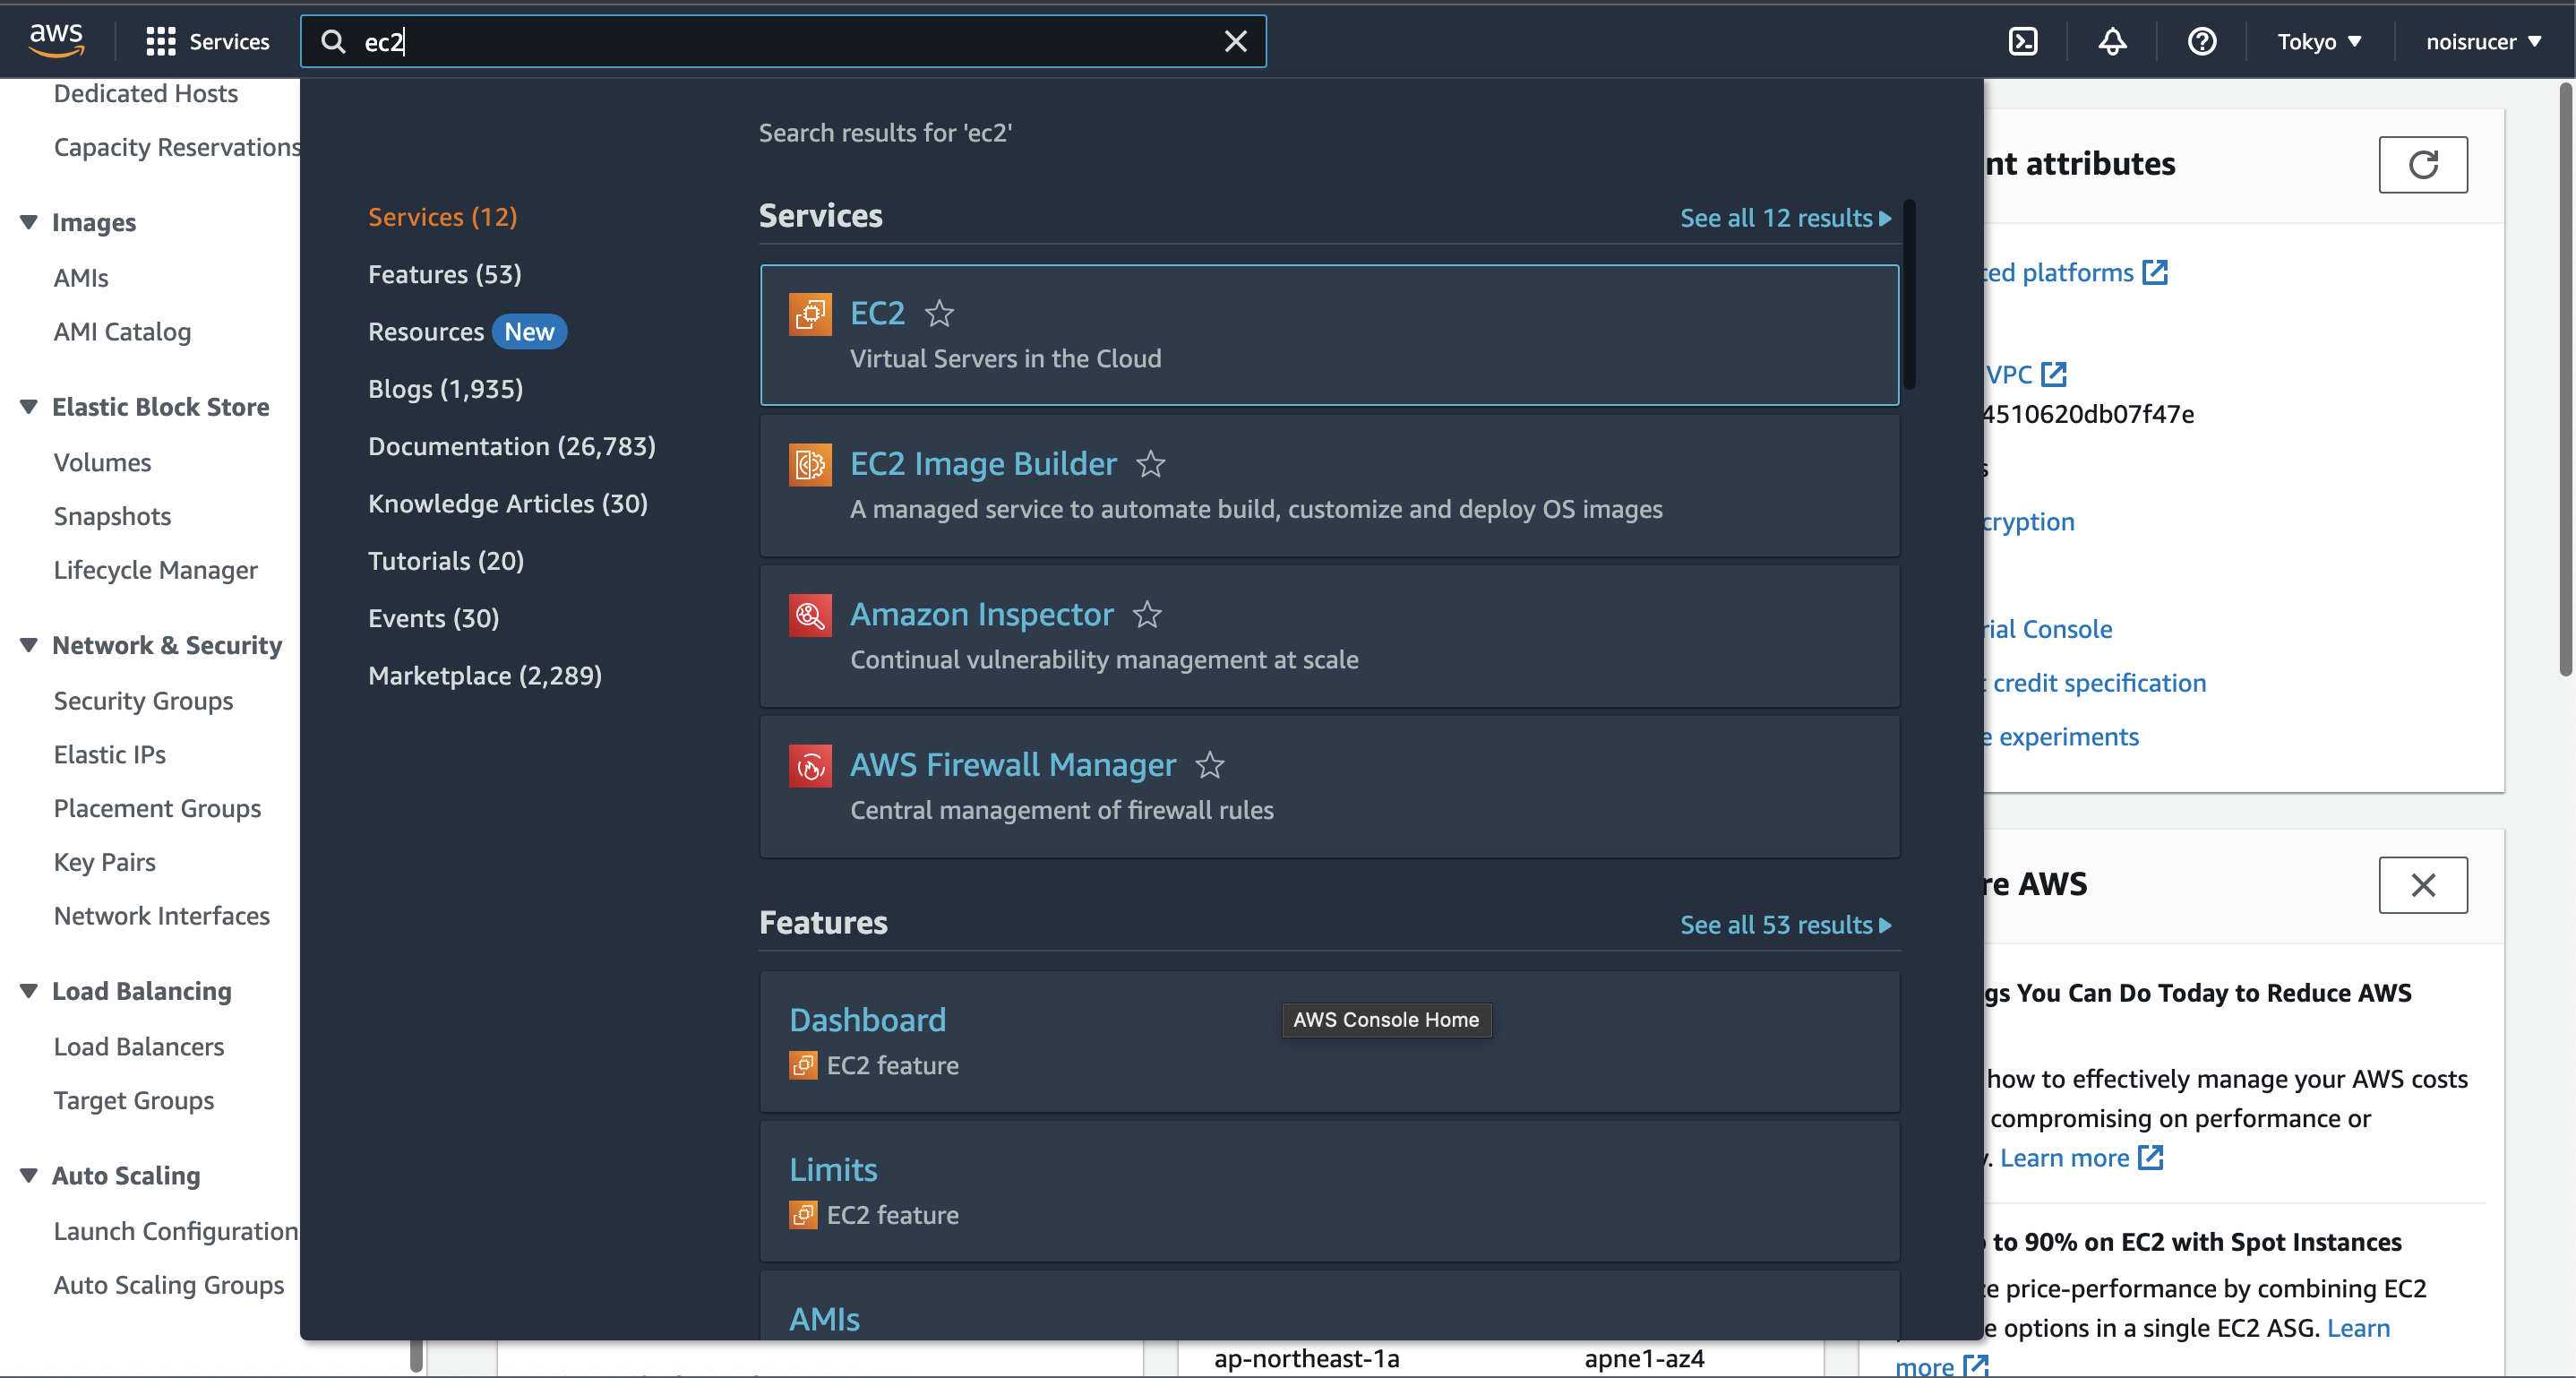 aws
Services
ec2
Tokyo
noisrucer
Dedicated Hosts
Capacity Reservations
Images
AMIs
AMI Catalog
Elastic Block Store
Volumes
Snapshots
Lifecycle Manager
Network & Security
Security Groups
Elastic IPs
Placement Groups
Key Pairs
Network Interfaces
Load Balancing
Load Balancers
Target Groups
Auto Scaling
Launch Configuration
Auto Scaling Groups
Search results for 'ec2'
Services (12)
Features (53)
Resources New
Blogs (1,935)
Documentation (26,783)
Knowledge Articles (30)
Tutorials (20)
Events (30)
Marketplace (2,289)
Services
See all 12 results
EC2
Virtual Servers in the Cloud
EC2 Image Builder
A managed service to automate build, customize and deploy OS images
Amazon Inspector
Continual vulnerability management at scale
AWS Firewall Manager
Central management of firewall rules
Features
See all 53 results
Dashboard
EC2 feature
AWS Console Home
Limits
EC2 feature
AMIs
nt attributes
ted platforms
VPC
4510620db07f47e
s
cryption
rial Console
credit specification
e experiments
re AWS
gs You Can Do Today to Reduce AWS
how to effectively manage your AWS costs
compromising on performance or
. Learn more
to 90% on EC2 with Spot Instances
ce price-performance by combining EC2
e options in a single EC2 ASG. Learn
more
ap-northeast-1a
apne1-az4